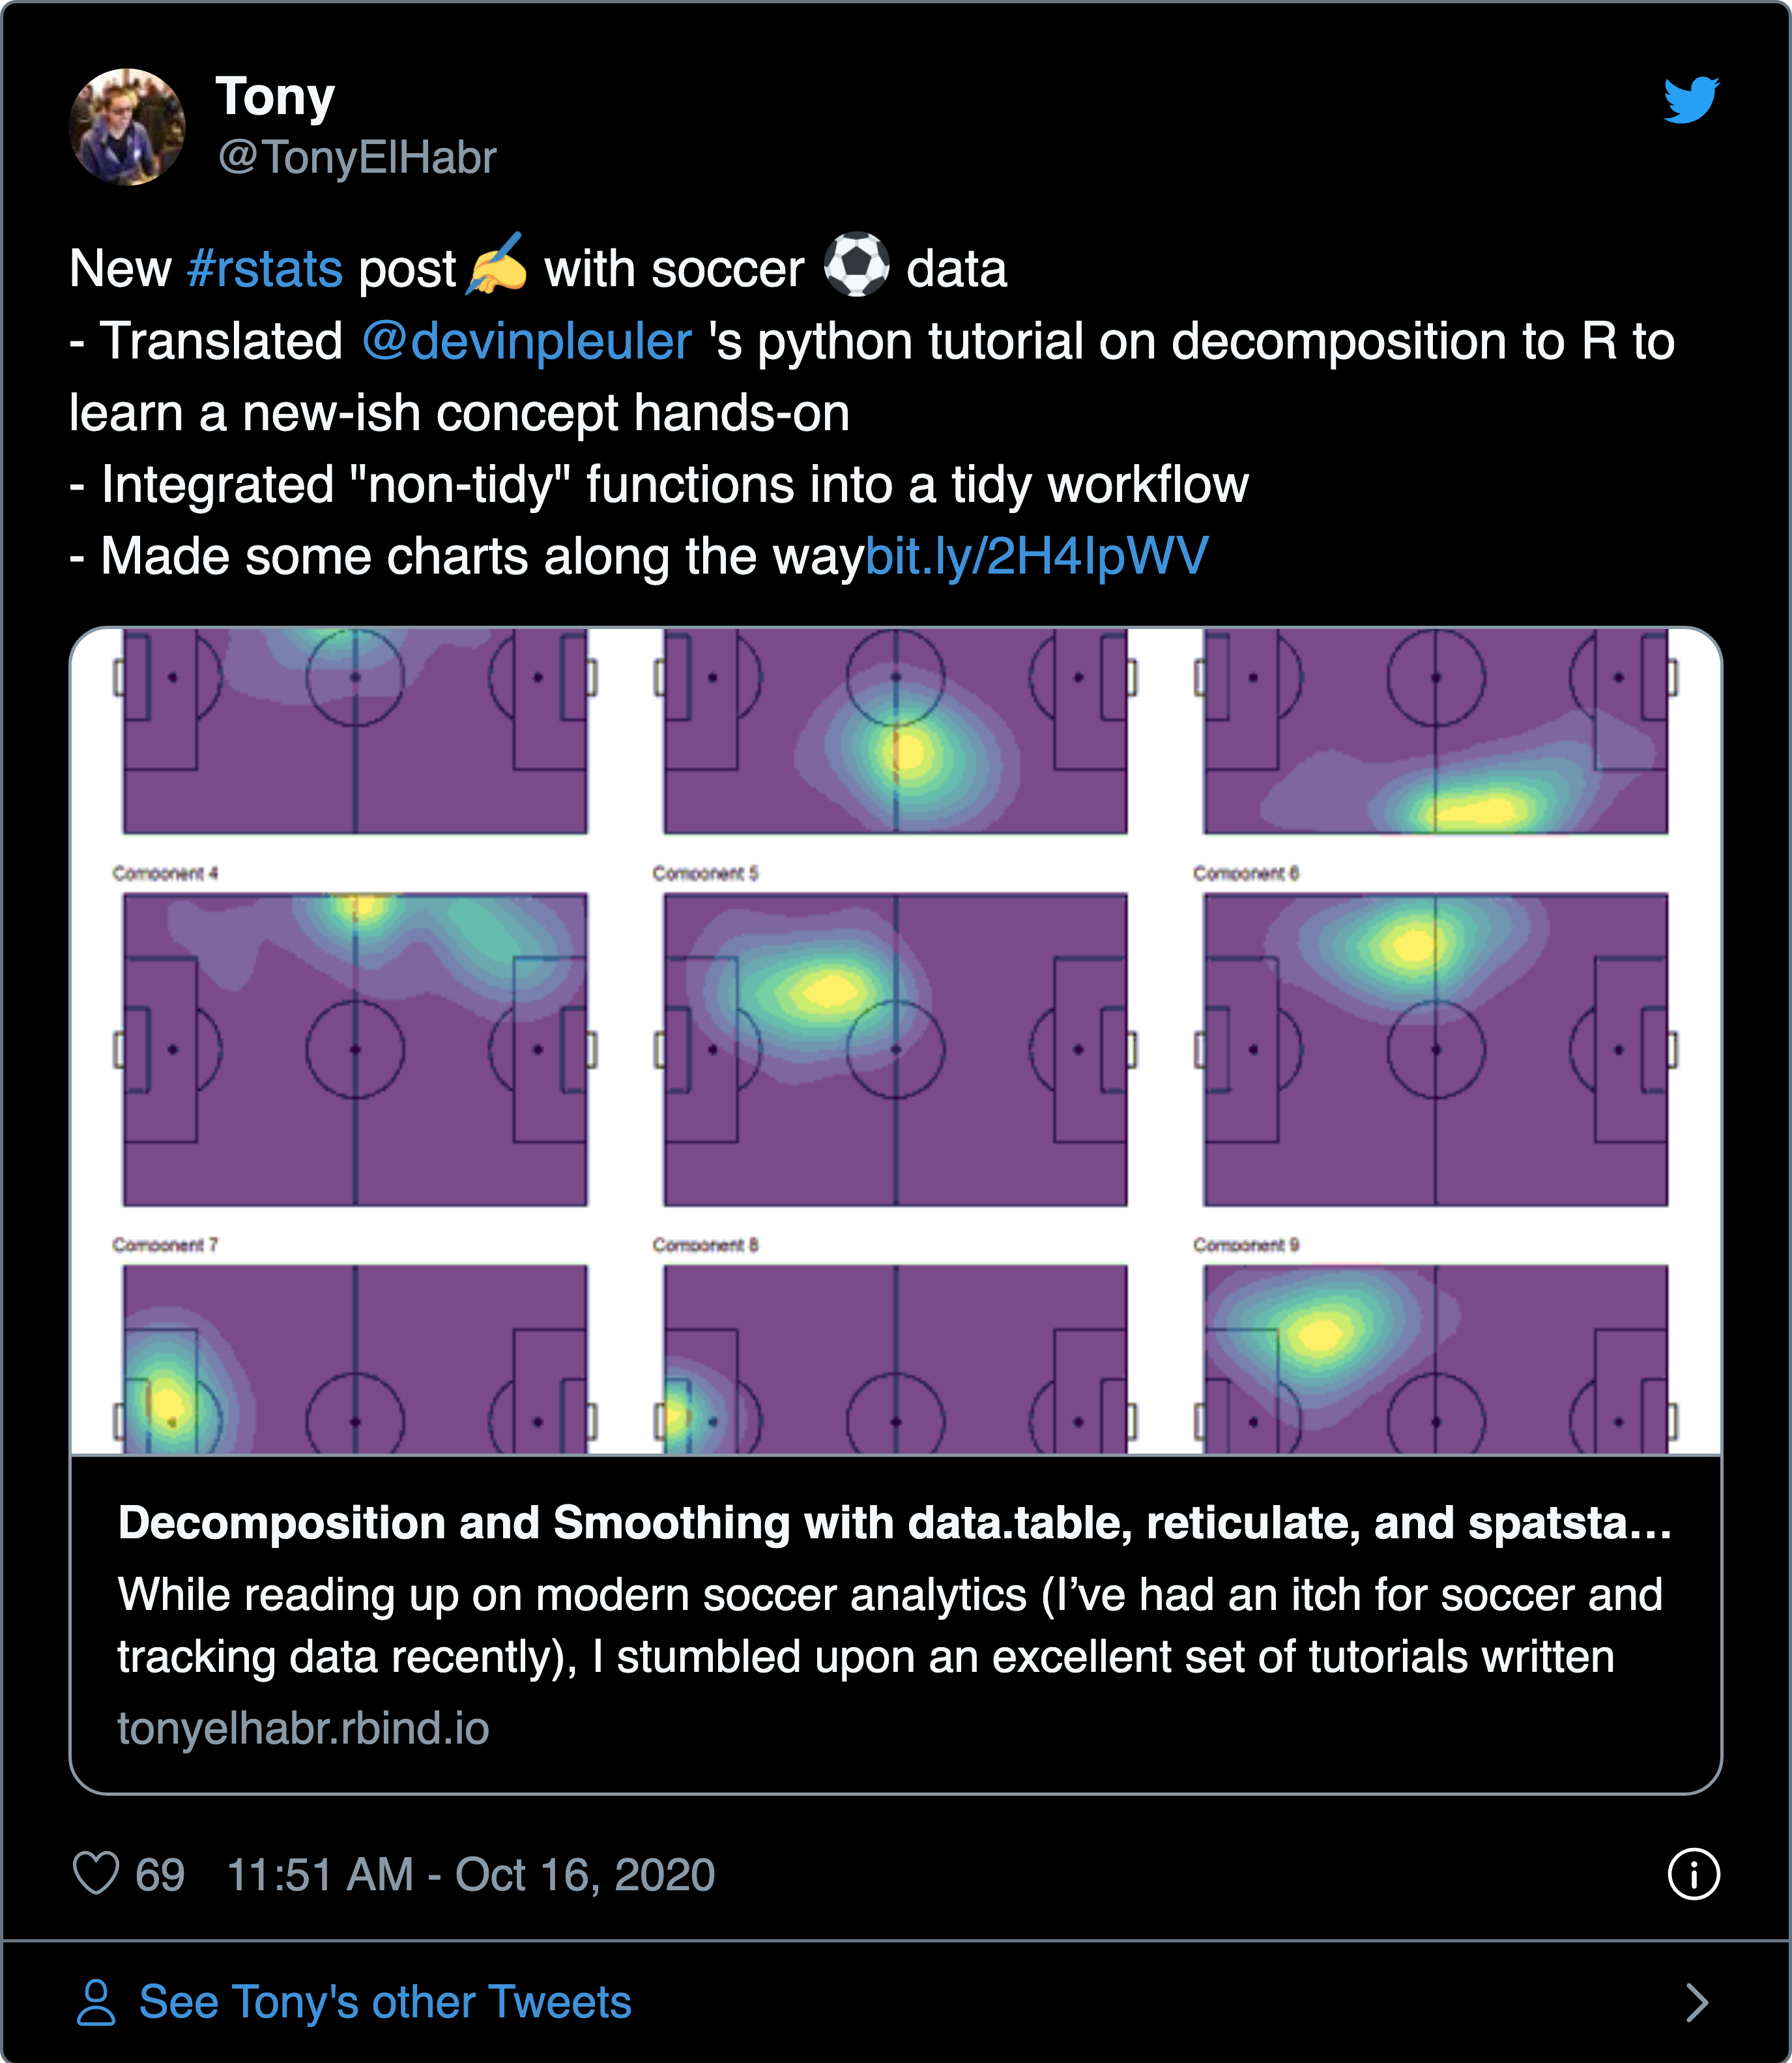 Tony
@TonyElHabr
New #rstats post ✍ with soccer ⚽ data
- Translated @devinpleuler 's python tutorial on decomposition to R to
learn a new-ish concept hands-on
- Integrated "non-tidy" functions into a tidy workflow
- Made some charts along the waybit.ly/2H4IpWV
Component 4 Component 5 Component 6
Component 7 Component 8 Component 9
Decomposition and Smoothing with data.table, reticulate, and spatsta...
While reading up on modern soccer analytics (I’ve had an itch for soccer and
tracking data recently), I stumbled upon an excellent set of tutorials written
tonyelhabr.rbind.io
69 11:51 AM - Oct 16, 2020
See Tony's other Tweets